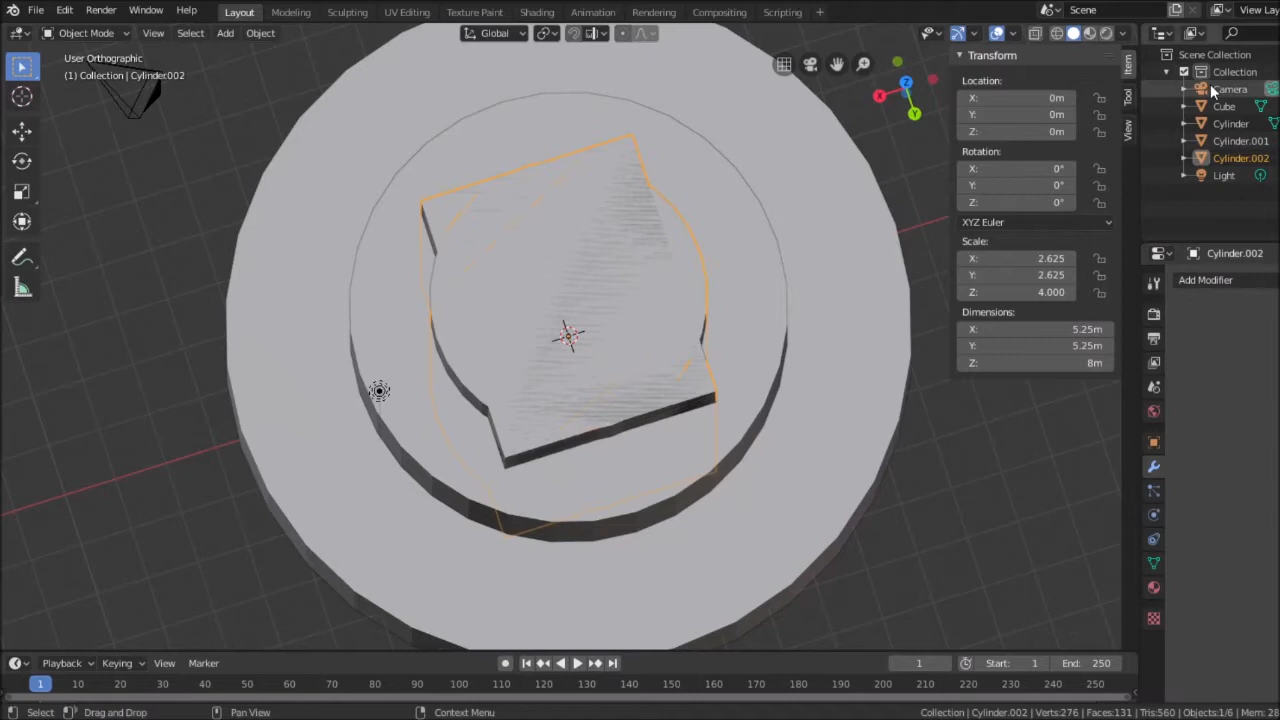 File Edit Render Window Help Layout Modeling Sculpting UV Editing Texture Paint Shading Animation Rendering Compositing Scripting + Scene View Lay
Object Mode View Select Add Object Global
User Orthographic
(1) Collection | Cylinder.002
X
Y
Z
Transform
Location:
X: 0m
Y: 0m
Z: 0m
Rotation:
X: 0°
Y: 0°
Z: 0°
XYZ Euler
Scale:
X: 2.625
Y: 2.625
Z: 4.000
Dimensions:
X: 5.25m
Y: 5.25m
Z: 8m
Item
Tool
View
Scene Collection
Collection
Camera
Cube
Cylinder
Cylinder.001
Cylinder.002
Light
Cylinder.002
Add Modifier
Playback Keying View Marker 1 Start: 1 End: 250
1 10 20 30 40 50 60 70 80 90 100 110 120 130 140 150 160 170 180 190 200 210 220 230 240 250
Select Drag and Drop Pan View Context Menu Collection | Cylinder.002 | Verts:276 | Faces:131 | Tris:560 | Objects:1/6 | Mem: 28